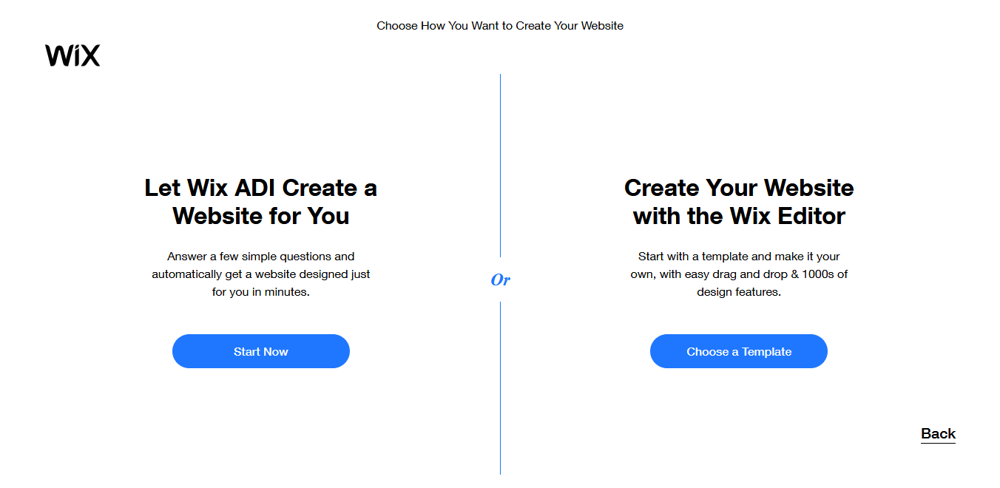 Choose How You Want to Create Your Website
WiX
Let Wix ADI Create a
Website for You
Answer a few simple questions and
automatically get a website designed just
for you in minutes.
Start Now
Or
Create Your Website
with the Wix Editor
Start with a template and make it your
own, with easy drag and drop & 1000s of
design features.
Choose a Template
Back